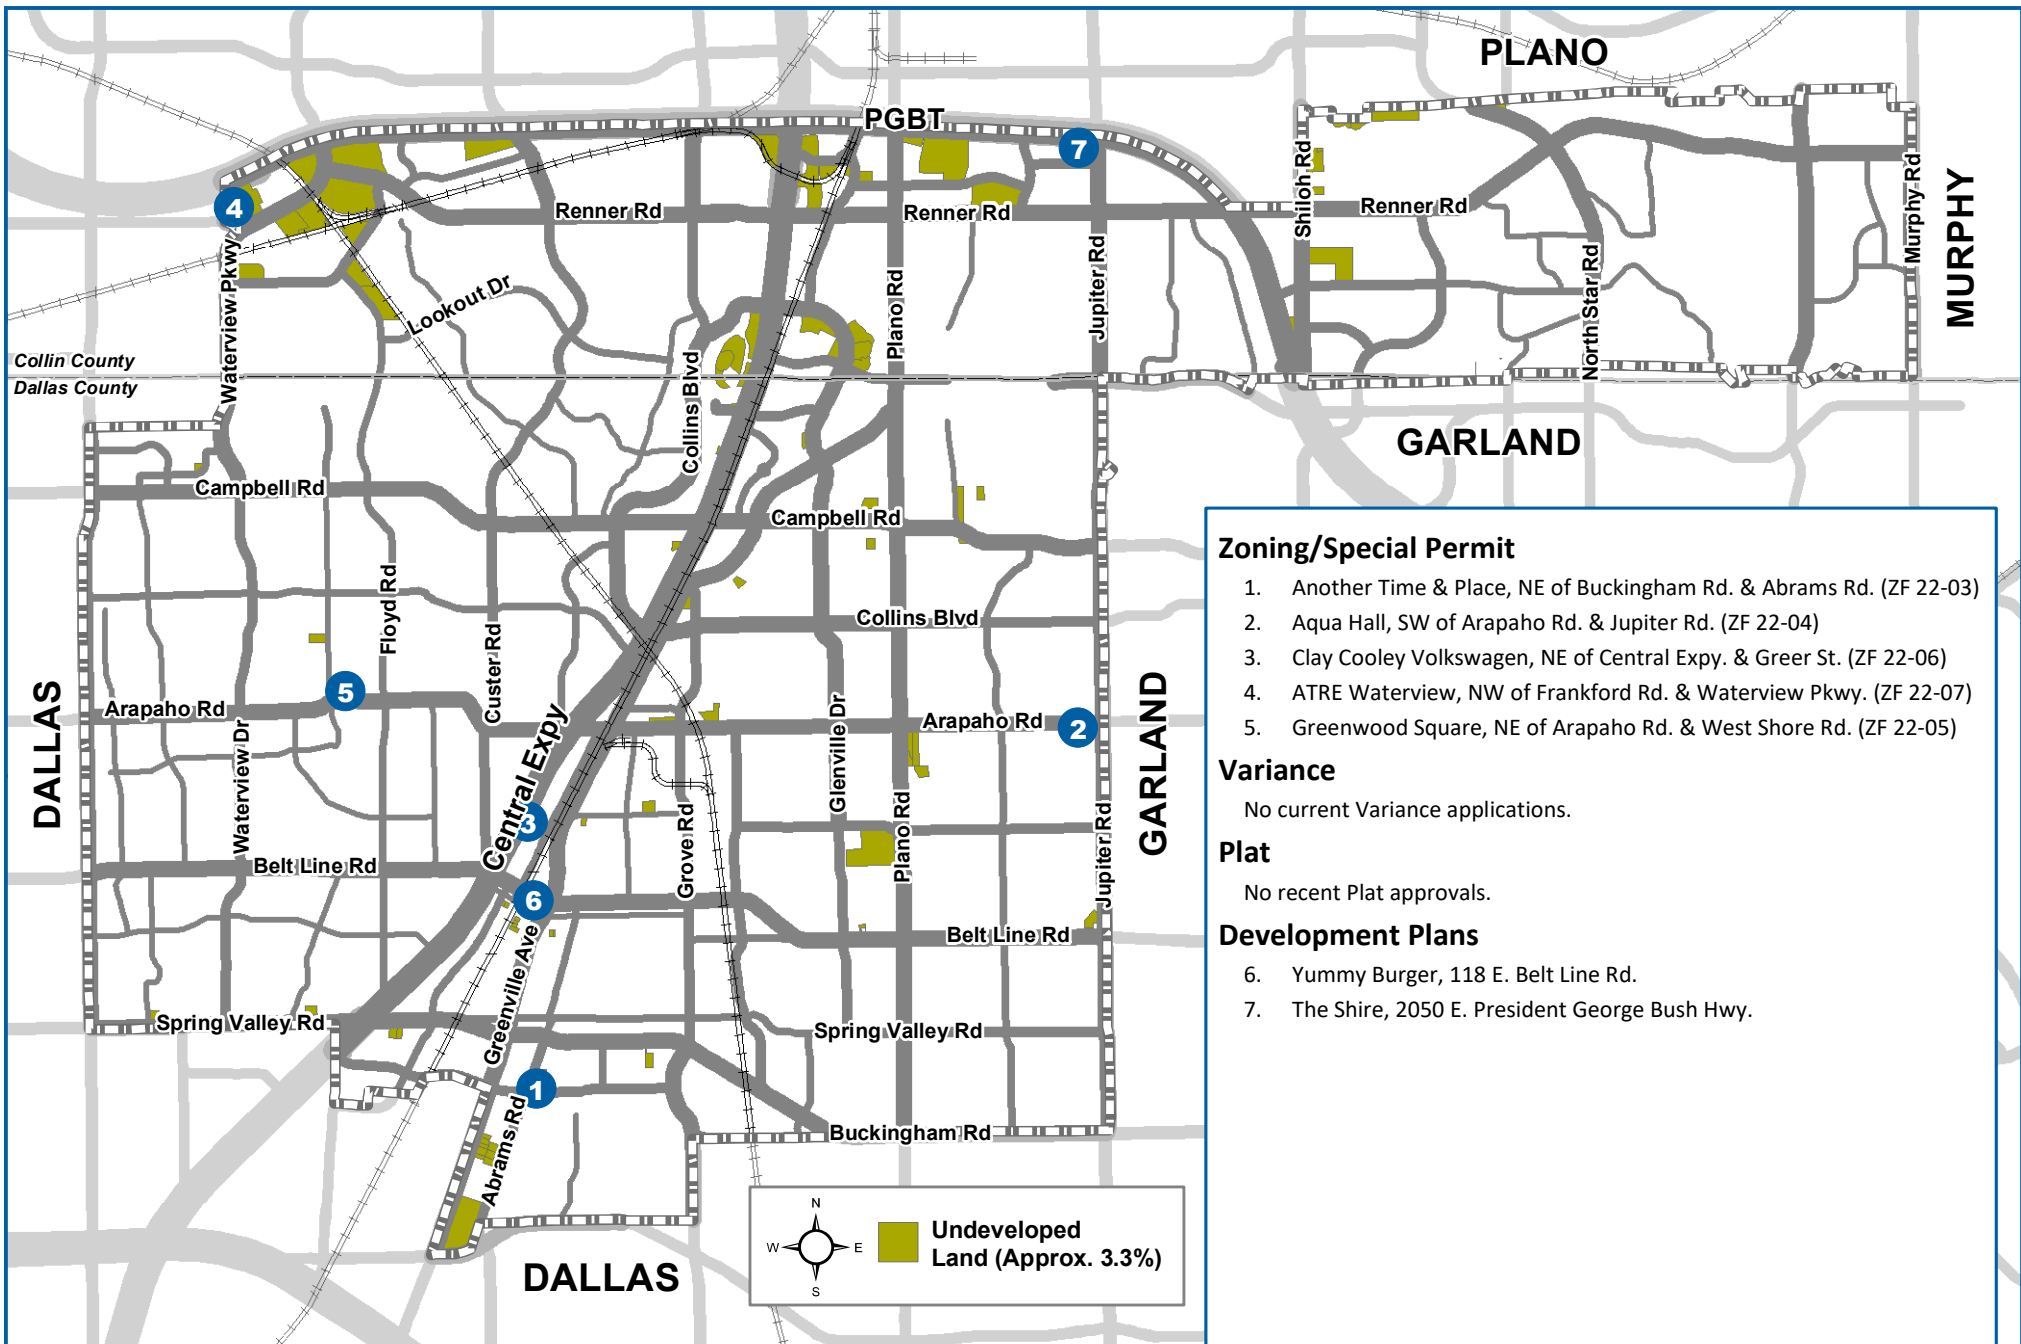 PLANO
PGBT
7
4
Renner Rd
Renner Rd
Renner Rd
Shiloh Rd
Murphy Rd
MURPHY
Waterview Pkwy
Lookout Dr
Plano Rd
Jupiter Rd
North Star Rd
Collin County
Dallas County
Collins Blvd
GARLAND
Campbell Rd
Campbell Rd
Floyd Rd
Custer Rd
Collins Blvd
DALLAS
5
Arapaho Rd
Waterview Dr
Central Expy
Glenville Dr
Arapaho Rd
2
GARLAND
3
Grove Rd
Plano Rd
Jupiter Rd
Belt Line Rd
6
Greenville Ave
Belt Line Rd
Spring Valley Rd
Spring Valley Rd
1
Abrams Rd
Buckingham Rd
DALLAS
N
W
E
S
Undeveloped
Land (Approx. 3.3%)
Zoning/Special Permit
1. Another Time & Place, NE of Buckingham Rd. & Abrams Rd. (ZF 22-03)
2. Aqua Hall, SW of Arapaho Rd. & Jupiter Rd. (ZF 22-04)
3. Clay Cooley Volkswagen, NE of Central Expy. & Greer St. (ZF 22-06)
4. ATRE Waterview, NW of Frankford Rd. & Waterview Pkwy. (ZF 22-07)
5. Greenwood Square, NE of Arapaho Rd. & West Shore Rd. (ZF 22-05)
Variance
No current Variance applications.
Plat
No recent Plat approvals.
Development Plans
6. Yummy Burger, 118 E. Belt Line Rd.
7. The Shire, 2050 E. President George Bush Hwy.